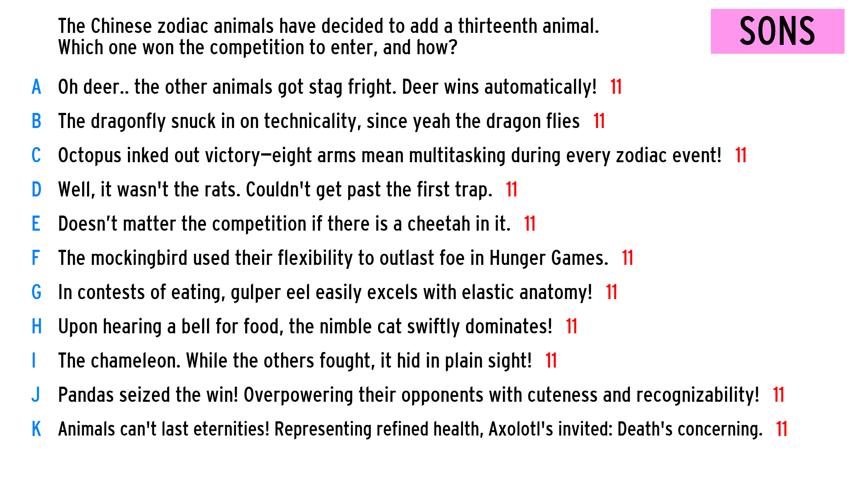 The Chinese zodiac animals have decided to add a thirteenth animal.
Which one won the competition to enter, and how?
SONS
A Oh deer.. the other animals got stag fright. Deer wins automatically! 11
B The dragonfly snuck in on technicality, since yeah the dragon flies 11
C Octopus inked out victory—eight arms mean multitasking during every zodiac event! 11
D Well, it wasn't the rats. Couldn't get past the first trap. 11
E Doesn’t matter the competition if there is a cheetah in it. 11
F The mockingbird used their flexibility to outlast foe in Hunger Games. 11
G In contests of eating, gulper eel easily excels with elastic anatomy! 11
H Upon hearing a bell for food, the nimble cat swiftly dominates! 11
I The chameleon. While the others fought, it hid in plain sight! 11
J Pandas seized the win! Overpowering their opponents with cuteness and recognizability! 11
K Animals can't last eternities! Representing refined health, Axolotl's invited: Death's concerning. 11